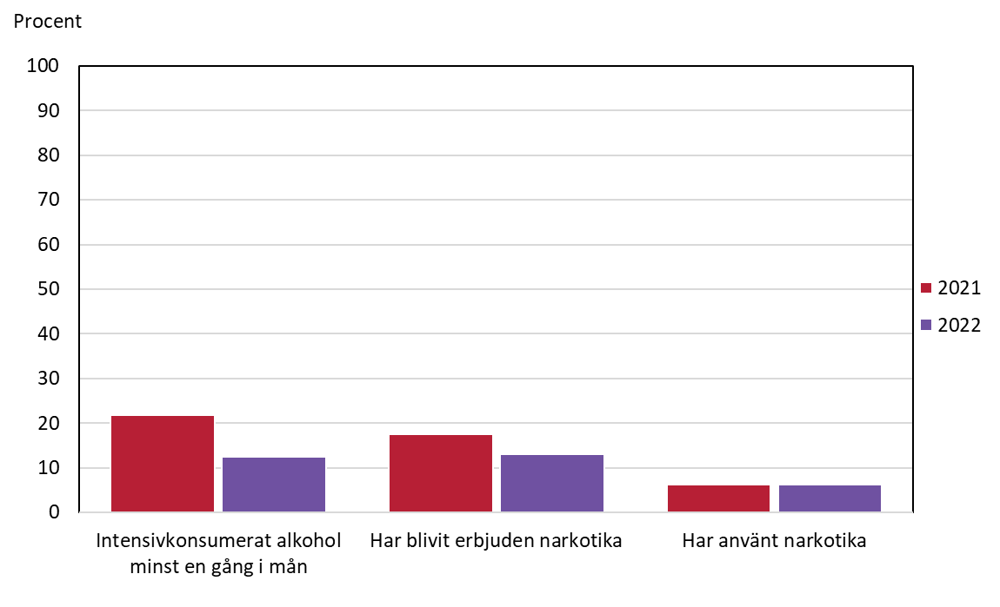 Procent
100
90
80
70
60
50
40
30
20
10
0
2021
2022
Intensivkonsumerat alkohol
minst en gång i mån
Har blivit erbjuden narkotika
Har använt narkotika